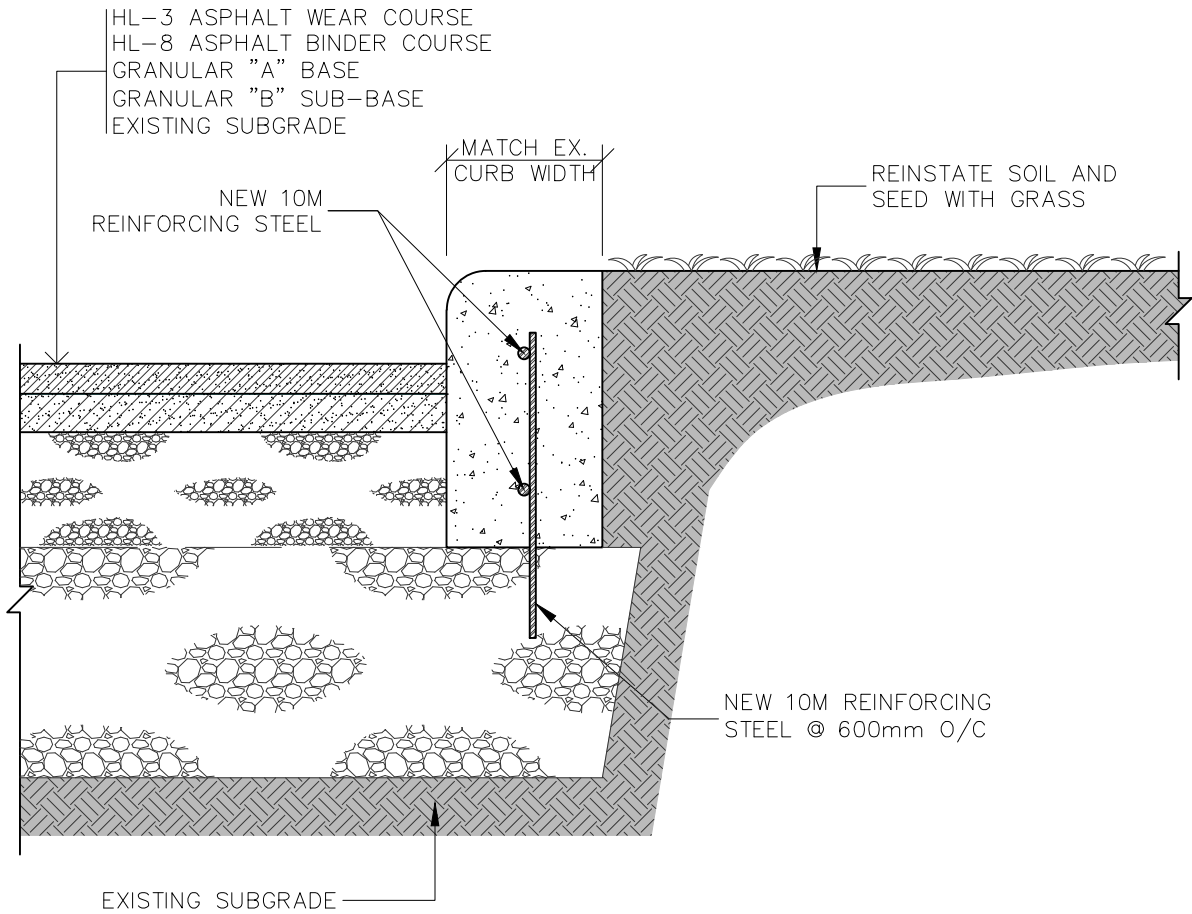 HL-3 ASPHALT WEAR COURSE
HL-8 ASPHALT BINDER COURSE
GRANULAR "A" BASE
GRANULAR "B" SUB-BASE
EXISTING SUBGRADE
MATCH EX.
CURB WIDTH
REINSTATE SOIL AND
SEED WITH GRASS
NEW 10M
REINFORCING STEEL
NEW 10M REINFORCING
STEEL @ 600mm O/C
EXISTING SUBGRADE